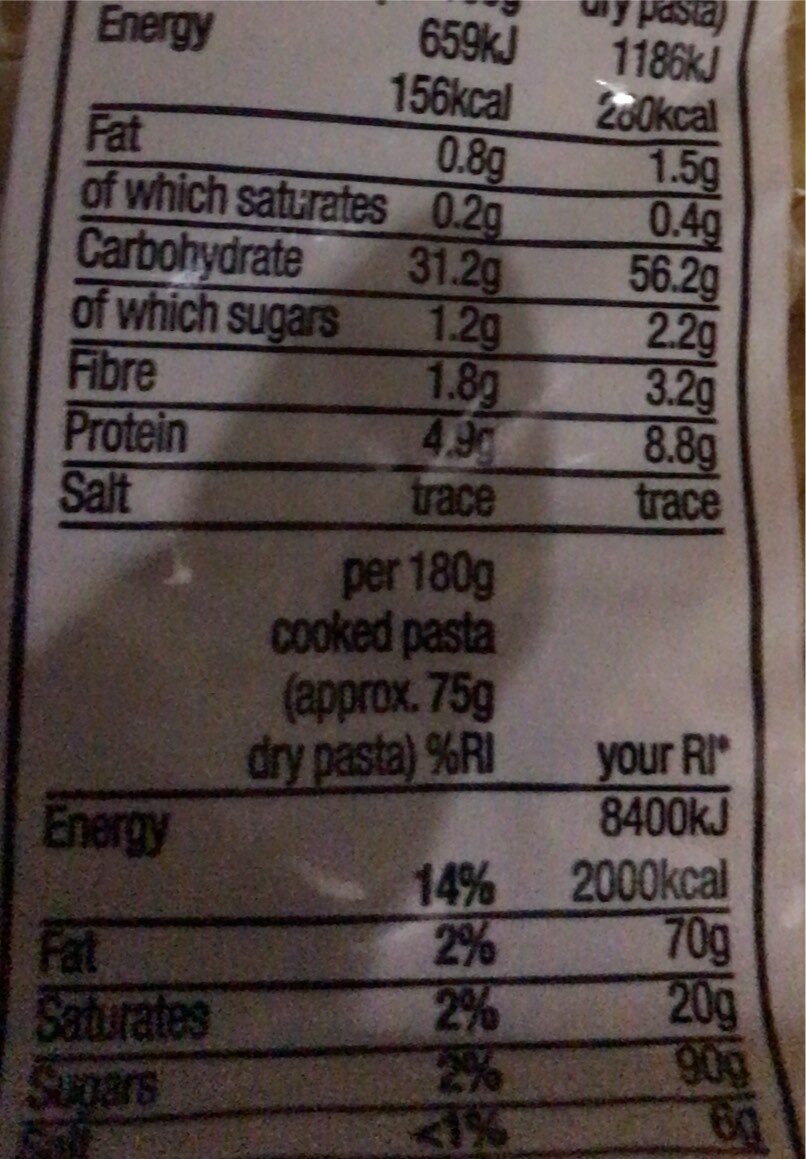 dry pasta)
Energy 659kJ 1186kJ
156kcal 280kcal
Fat 0.8g 1.5g
of which saturates 0.2g 0.4g
Carbohydrate 31.2g 56.2g
of which sugars 1.2g 2.2g
Fibre 1.8g 3.2g
Protein 4.9g 8.8g
Salt trace trace
per 180g
cooked pasta
(approx. 75g
dry pasta) %RI your RI*
Energy 8400kJ
14% 2000kcal
Fat 2% 70g
Saturates 2% 20g
Sugars 2% 90g
Salt <1% 6g